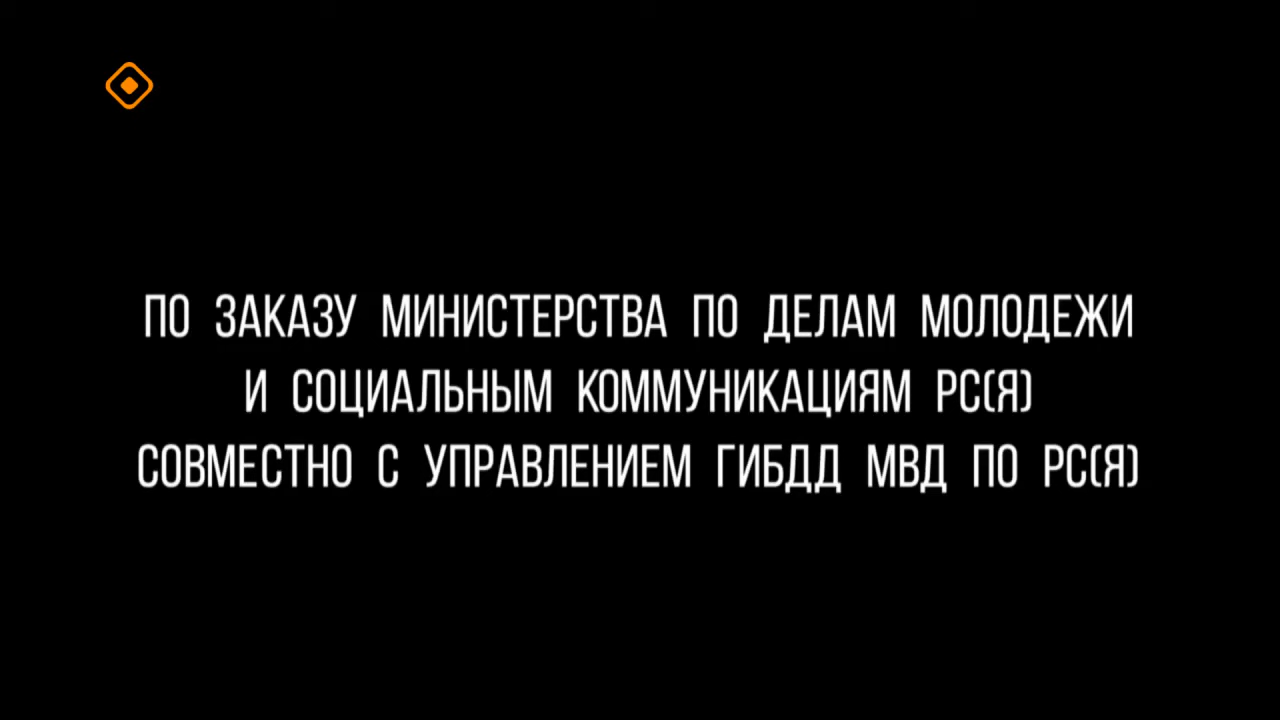 ПО ЗАКАЗУ МИНИСТЕРСТВА ПО ДЕЛАМ МОЛОДЕЖИ
И СОЦИАЛЬНЫМ КОММУНИКАЦИЯМ РС(Я)
СОВМЕСТНО С УПРАВЛЕНИЕМ ГИБДД МВД ПО РС(Я)